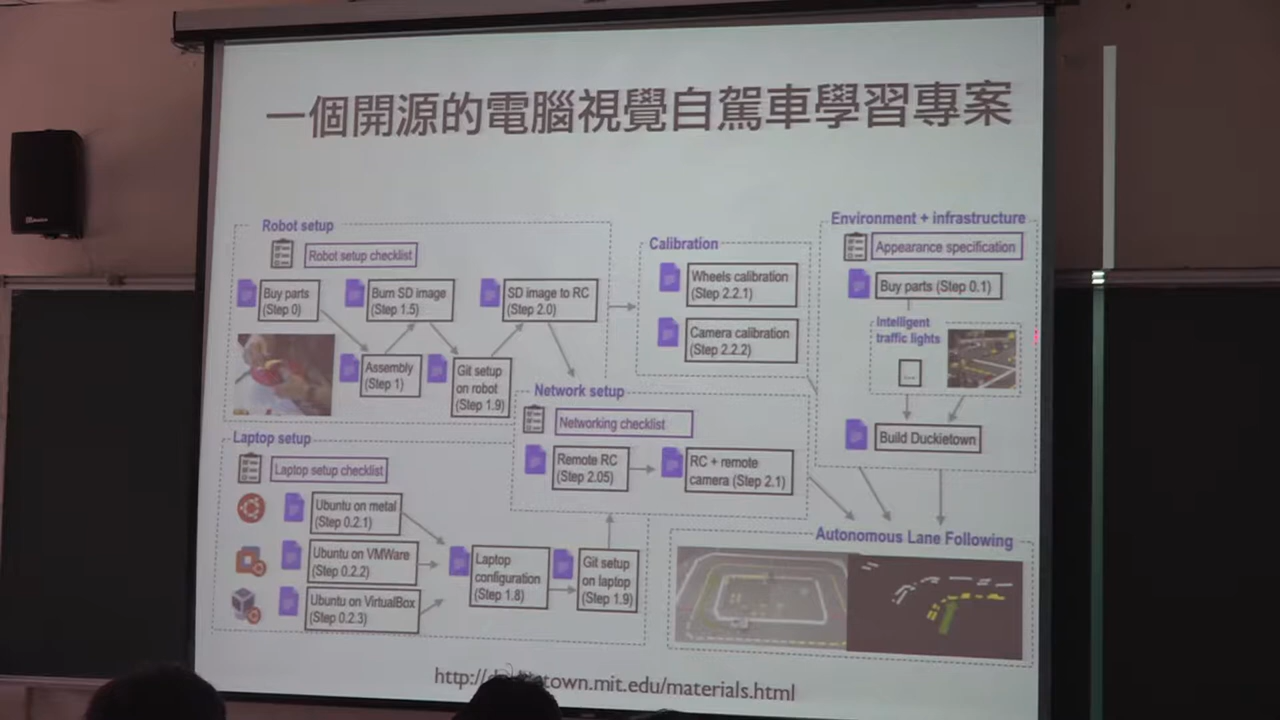 一個開源的電腦視覺自駕車學習專案
Robot setup
Robot setup checklist
Buy parts
(Step 0)
Burn SD image
(Step 1.5)
SD image to RC
(Step 2.0)
Assembly
(Step 1)
Git setup
on robot
(Step 1.9)
Calibration
Wheels calibration
(Step 2.2.1)
Camera calibration
(Step 2.2.2)
Environment + infrastructure
Appearance specification
Buy parts (Step 0.1)
Intelligent
traffic lights
Build Duckietown
Network setup
Networking checklist
Remote RC
(Step 2.05)
RC + remote
camera (Step 2.1)
Laptop setup
Laptop setup checklist
Ubuntu on metal
(Step 0.2.1)
Ubuntu on VMWare
(Step 0.2.2)
Ubuntu on VirtualBox
(Step 0.2.3)
Laptop
configuration
(Step 1.8)
Git setup
on laptop
(Step 1.9)
Autonomous Lane Following
http:// town.mit.edu/materials.html